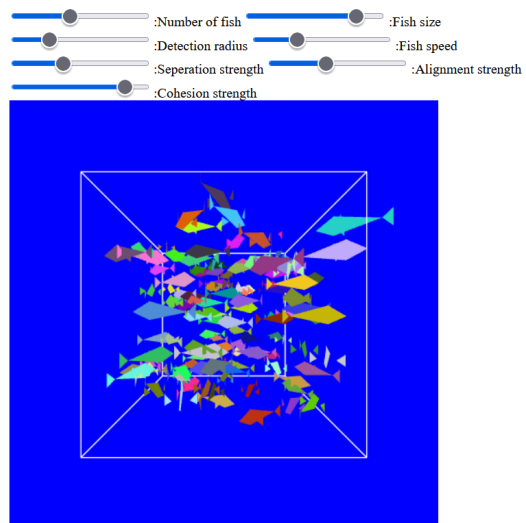 :Number of fish :Fish size
:Detection radius :Fish speed
:Seperation strength :Alignment strength
:Cohesion strength